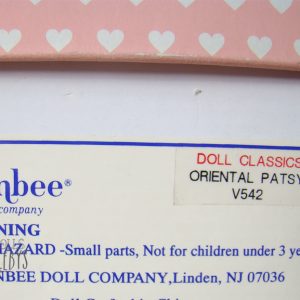 DOLL CLASSICS
ORIENTAL PATSY
V542
nbee®
company
NING
HAZARD -Small parts, Not for children under 3 ye
NBEE DOLL COMPANY, Linden, NJ 07036